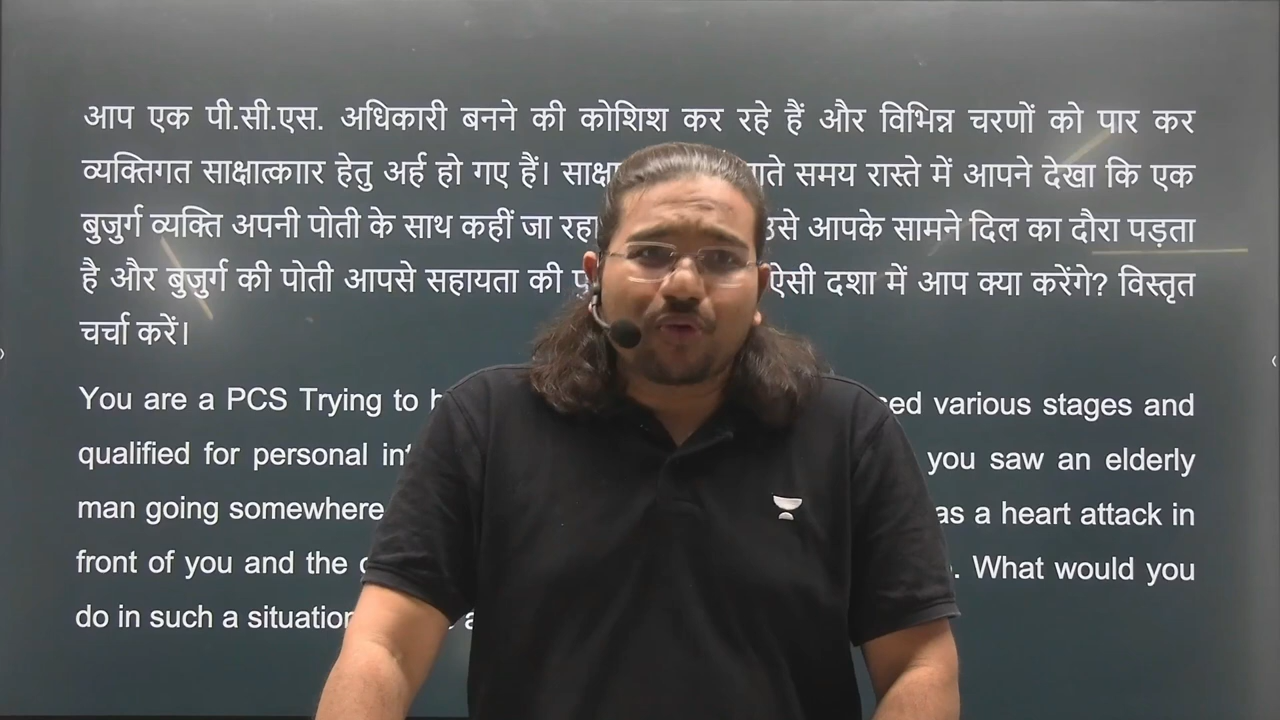 आप एक पी.सी.एस. अधिकारी बनने की कोशिश कर रहे हैं और विभिन्न चरणों को पार कर
व्यक्तिगत साक्षात्काार हेतु अर्ह हो गए हैं। समय रास्ते में आपने देखा कि एक
बुजुर्ग व्यक्ति अपनी पोती के साथ कहीं जा रहा उसे आपके सामने दिल का दौरा पड़ता
है और बुजुर्ग की पोती आपसे सहायता की ऐसी दशा में आप क्या करेंगे? विस्तृत
चर्चा करें।
You are a PCS Trying to various stages and
qualified for personal you saw an elderly
man going somewhere a heart attack in
front of you and the What would you
do in such a situation